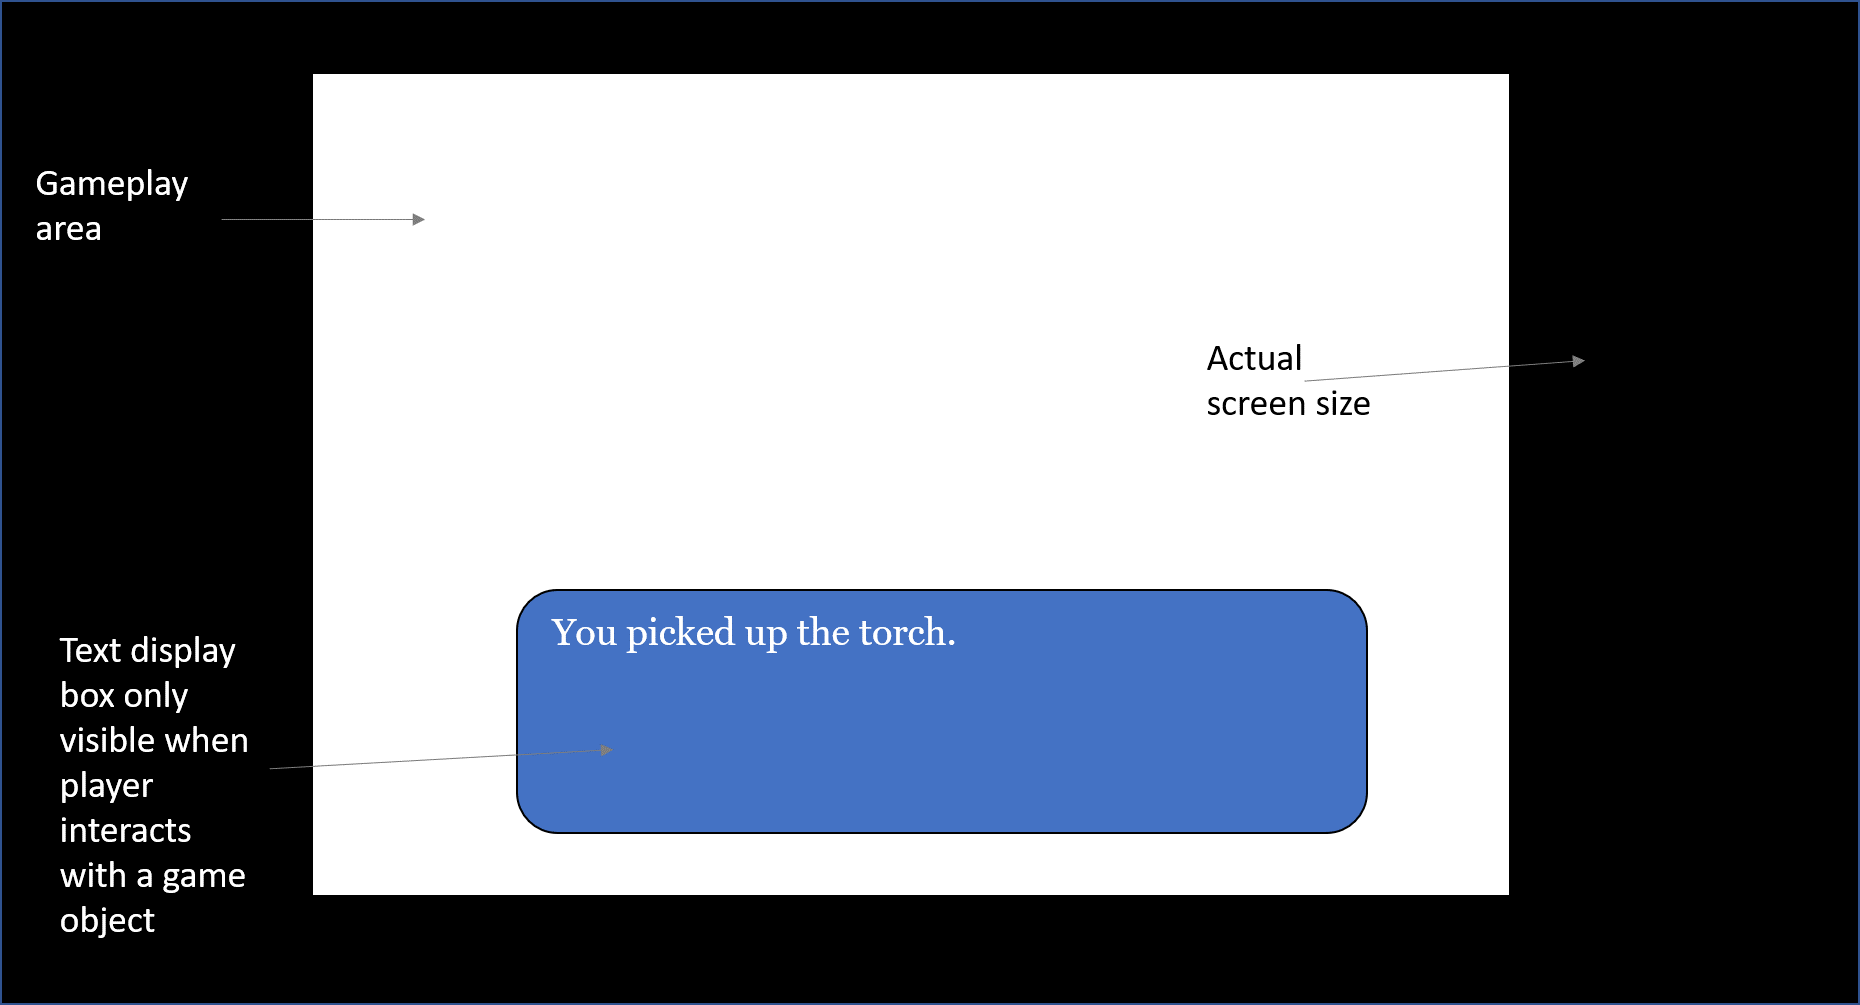 Gameplay
area
Actual
screen size
You picked up the torch.
Text display
box only
visible when
player
interacts
with a game
object